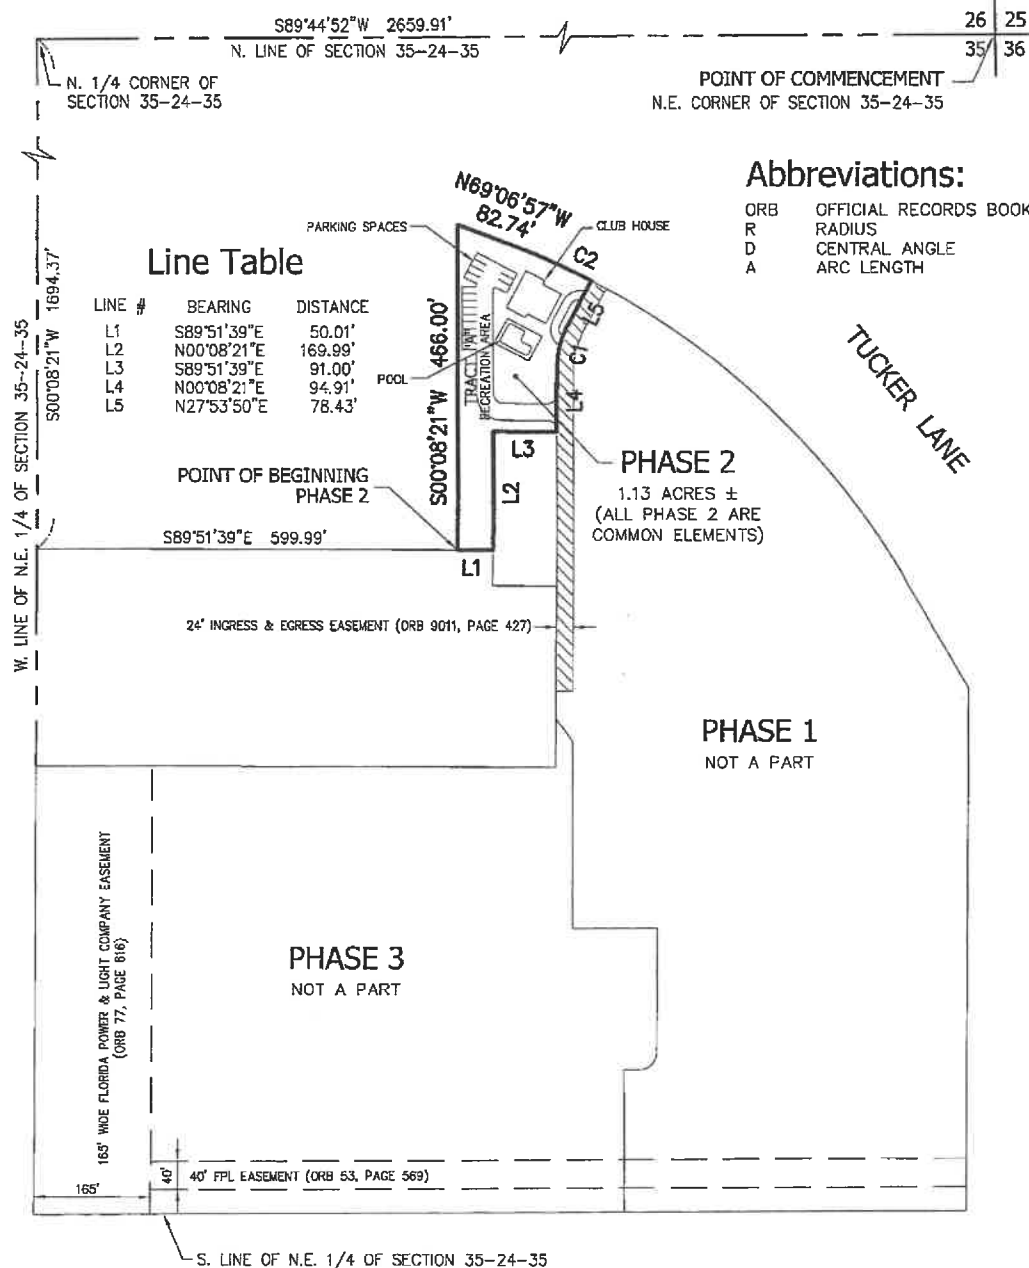 S89°44'52"W 2659.91'
N. LINE OF SECTION 35-24-35
26 25
35 36
N. 1/4 CORNER OF
SECTION 35-24-35
POINT OF COMMENCEMENT
N.E. CORNER OF SECTION 35-24-35
Abbreviations:
ORB OFFICIAL RECORDS BOOK
R RADIUS
D CENTRAL ANGLE
A ARC LENGTH
N69°06'57"W
82.74'
C2
PARKING SPACES
CLUB HOUSE
Line Table
LINE # BEARING DISTANCE
L1 S89°51'39"E 50.01'
L2 N00°08'21"E 169.99'
L3 S89°51'39"E 91.00'
L4 N00°08'21"E 94.91'
L5 N27°53'50"E 78.43'
S00°08'21"W 1694.37'
W. LINE OF N.E. 1/4 OF SECTION 35-24-35
S00°08'21"W 466.00'
TRACT "A"
RECREATION AREA
POOL
L5
C1
L4
L3
L2
L1
TUCKER LANE
POINT OF BEGINNING
PHASE 2
PHASE 2
1.13 ACRES ±
(ALL PHASE 2 ARE
COMMON ELEMENTS)
S89°51'39"E 599.99'
24' INGRESS & EGRESS EASEMENT (ORB 9011, PAGE 427)
PHASE 1
NOT A PART
PHASE 3
NOT A PART
165' WIDE FLORIDA POWER & LIGHT COMPANY EASEMENT
(ORB 77, PAGE 616)
40'
40' FPL EASEMENT (ORB 53, PAGE 569)
165'
S. LINE OF N.E. 1/4 OF SECTION 35-24-35